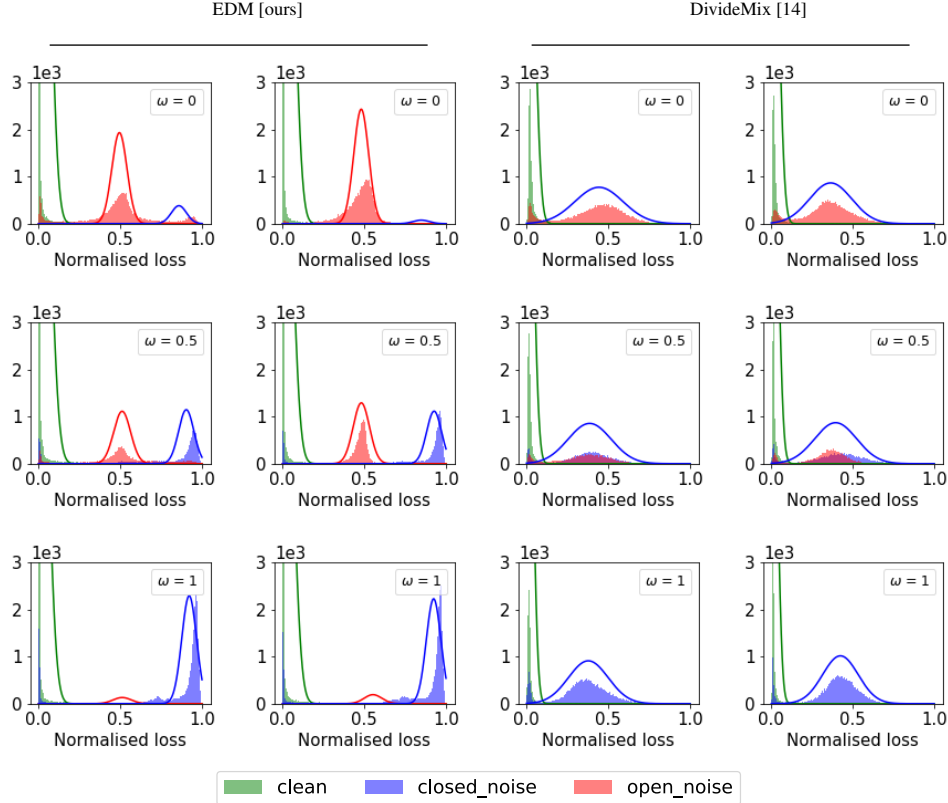 EDM [ours] DivideMix [14]
1e3 1e3 1e3 1e3
ω = 0 ω = 0 ω = 0 ω = 0
3 3 3 3
2 2 2 2
1 1 1 1
0 0 0 0
0.0 0.5 1.0 0.0 0.5 1.0 0.0 0.5 1.0 0.0 0.5 1.0
Normalised loss Normalised loss Normalised loss Normalised loss
1e3 1e3 1e3 1e3
ω = 0.5 ω = 0.5 ω = 0.5 ω = 0.5
3 3 3 3
2 2 2 2
1 1 1 1
0 0 0 0
0.0 0.5 1.0 0.0 0.5 1.0 0.0 0.5 1.0 0.0 0.5 1.0
Normalised loss Normalised loss Normalised loss Normalised loss
1e3 1e3 1e3 1e3
ω = 1 ω = 1 ω = 1 ω = 1
3 3 3 3
2 2 2 2
1 1 1 1
0 0 0 0
0.0 0.5 1.0 0.0 0.5 1.0 0.0 0.5 1.0 0.0 0.5 1.0
Normalised loss Normalised loss Normalised loss Normalised loss
clean closed_noise open_noise